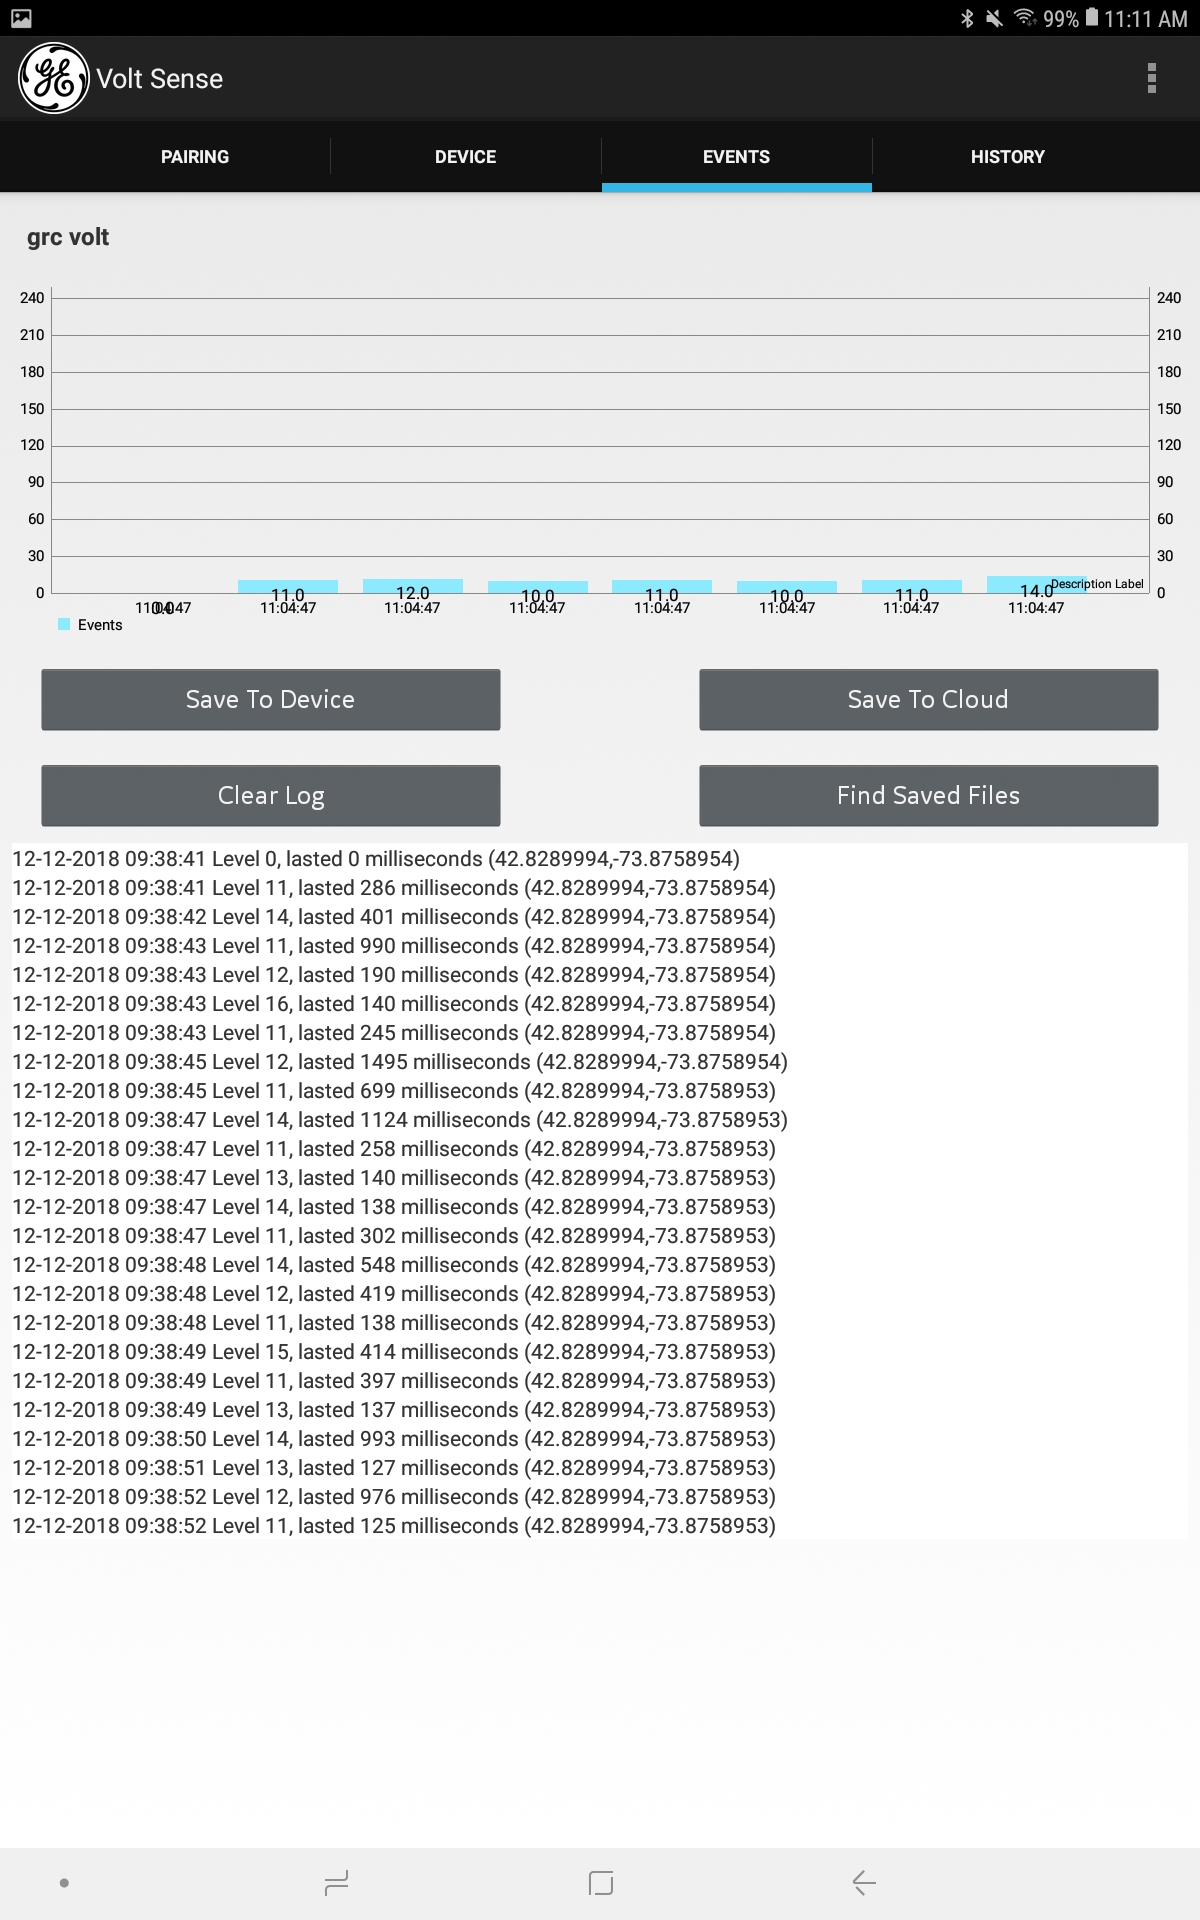 99% 11:11 AM
GE Volt Sense
PAIRING DEVICE EVENTS HISTORY
grc volt
240 240
210 210
180 180
150 150
120 120
90 90
60 60
30 30
0 0
11.0 12.0 10.0 11.0 10.0 11.0 14.0 Description Label
11:04:47 11:04:47 11:04:47 11:04:47 11:04:47 11:04:47 11:04:47
Events
Save To Device Save To Cloud
Clear Log Find Saved Files
12-12-2018 09:38:41 Level 0, lasted 0 milliseconds (42.8289994,-73.8758954)
12-12-2018 09:38:41 Level 11, lasted 286 milliseconds (42.8289994,-73.8758954)
12-12-2018 09:38:42 Level 14, lasted 401 milliseconds (42.8289994,-73.8758954)
12-12-2018 09:38:43 Level 11, lasted 990 milliseconds (42.8289994,-73.8758954)
12-12-2018 09:38:43 Level 12, lasted 190 milliseconds (42.8289994,-73.8758954)
12-12-2018 09:38:43 Level 16, lasted 140 milliseconds (42.8289994,-73.8758954)
12-12-2018 09:38:43 Level 11, lasted 245 milliseconds (42.8289994,-73.8758954)
12-12-2018 09:38:45 Level 12, lasted 1495 milliseconds (42.8289994,-73.8758954)
12-12-2018 09:38:45 Level 11, lasted 699 milliseconds (42.8289994,-73.8758953)
12-12-2018 09:38:47 Level 14, lasted 1124 milliseconds (42.8289994,-73.8758953)
12-12-2018 09:38:47 Level 11, lasted 258 milliseconds (42.8289994,-73.8758953)
12-12-2018 09:38:47 Level 13, lasted 140 milliseconds (42.8289994,-73.8758953)
12-12-2018 09:38:47 Level 14, lasted 138 milliseconds (42.8289994,-73.8758953)
12-12-2018 09:38:47 Level 11, lasted 302 milliseconds (42.8289994,-73.8758953)
12-12-2018 09:38:48 Level 14, lasted 548 milliseconds (42.8289994,-73.8758953)
12-12-2018 09:38:48 Level 12, lasted 419 milliseconds (42.8289994,-73.8758953)
12-12-2018 09:38:48 Level 11, lasted 138 milliseconds (42.8289994,-73.8758953)
12-12-2018 09:38:49 Level 15, lasted 414 milliseconds (42.8289994,-73.8758953)
12-12-2018 09:38:49 Level 11, lasted 397 milliseconds (42.8289994,-73.8758953)
12-12-2018 09:38:49 Level 13, lasted 137 milliseconds (42.8289994,-73.8758953)
12-12-2018 09:38:50 Level 14, lasted 993 milliseconds (42.8289994,-73.8758953)
12-12-2018 09:38:51 Level 13, lasted 127 milliseconds (42.8289994,-73.8758953)
12-12-2018 09:38:52 Level 12, lasted 976 milliseconds (42.8289994,-73.8758953)
12-12-2018 09:38:52 Level 11, lasted 125 milliseconds (42.8289994,-73.8758953)